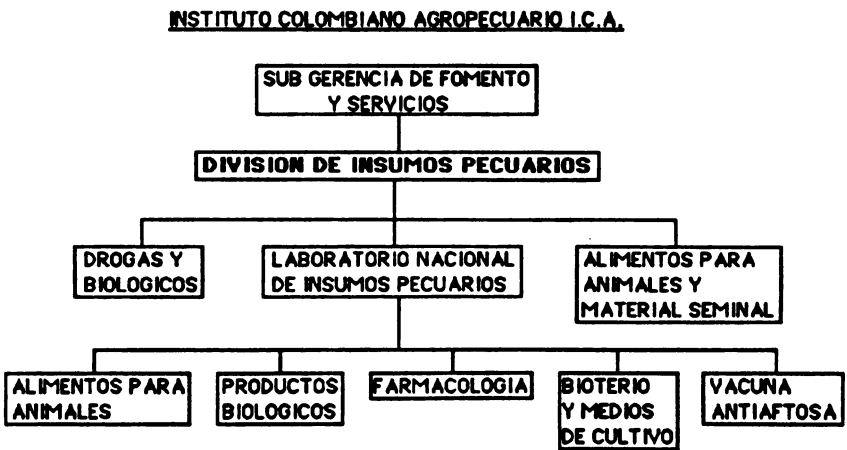 INSTITUTO COLOMBIANO AGROPECUARIO I.C.A.
SUB GERENCIA DE FOMENTO
Y SERVICIOS
DIVISION DE INSUMOS PECUARIOS
DROGAS Y
BIOLOGICOS
LABORATORIO NACIONAL
DE INSUMOS PECUARIOS
ALIMENTOS PARA
ANIMALES Y
MATERIAL SEMINAL
ALIMENTOS PARA
ANIMALES
PRODUCTOS
BIOLOGICOS
FARMACOLOGIA
BIOTERIO
Y MEDIOS
DE CULTIVO
VACUNA
ANTIAFTOSA